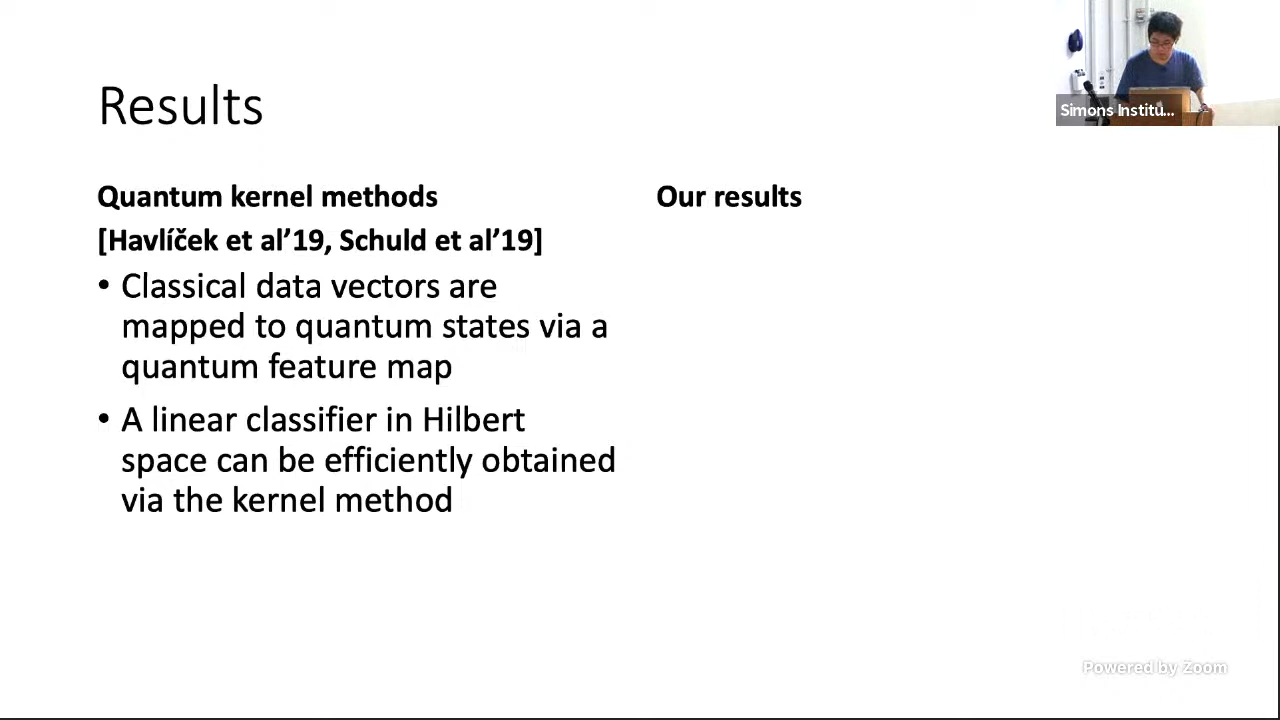 Results
Quantum kernel methods
[Havlíček et al’19, Schuld et al’19]
• Classical data vectors are
mapped to quantum states via a
quantum feature map
• A linear classifier in Hilbert
space can be efficiently obtained
via the kernel method
Our results
Simons Institu...
Powered by Zoom